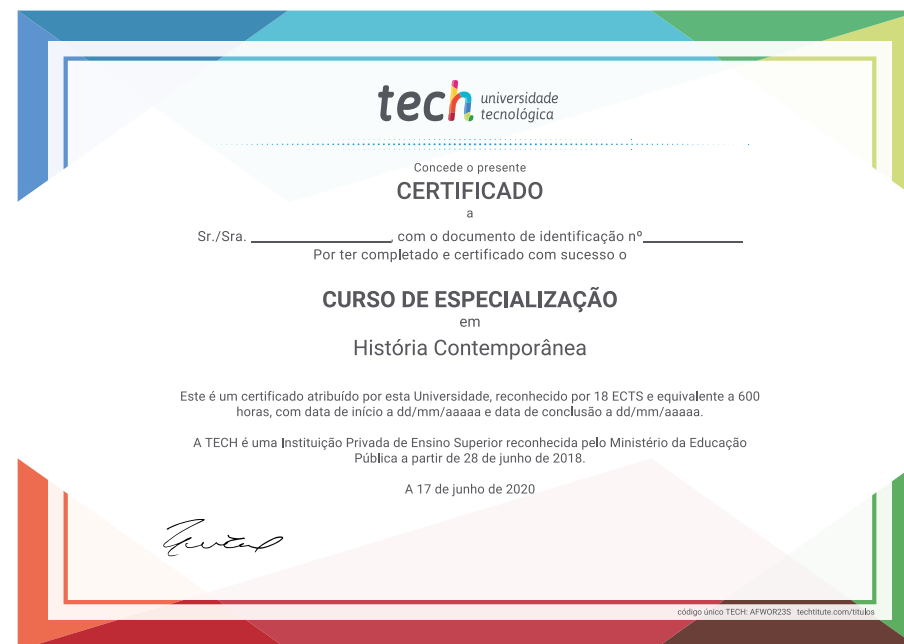 tech universidade
tecnológica
Concede o presente
CERTIFICADO
a
Sr./Sra. , com o documento de identificação nº
Por ter completado e certificado com sucesso o
CURSO DE ESPECIALIZAÇÃO
em
História Contemporânea
Este é um certificado atribuído por esta Universidade, reconhecido por 18 ECTS e equivalente a 600
horas, com data de início a dd/mm/aaaaa e data de conclusão a dd/mm/aaaaa.
A TECH é uma Instituição Privada de Ensino Superior reconhecida pelo Ministério da Educação
Pública a partir de 28 de junho de 2018.
A 17 de junho de 2020
código único TECH: AFWOR23S techtitute.com/titulos